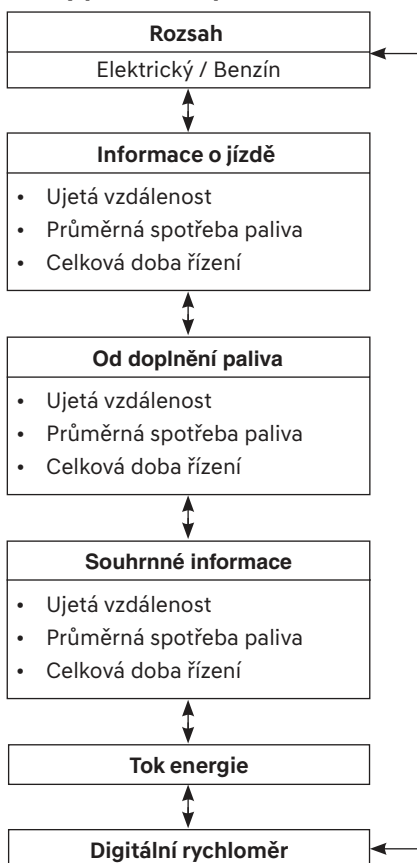 Rozsah
Elektrický / Benzín
Informace o jízdě
• Ujetá vzdálenost
• Průměrná spotřeba paliva
• Celková doba řízení
Od doplnění paliva
• Ujetá vzdálenost
• Průměrná spotřeba paliva
• Celková doba řízení
Souhrnné informace
• Ujetá vzdálenost
• Průměrná spotřeba paliva
• Celková doba řízení
Tok energie
Digitální rychloměr